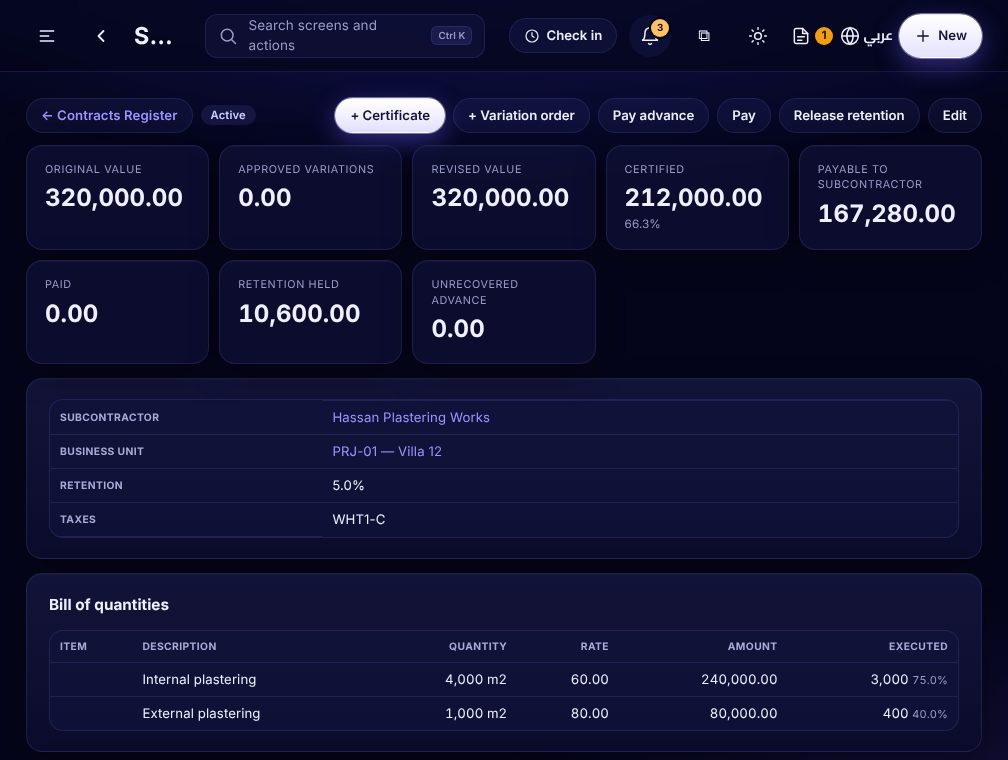 S...
Search screens and actions
Ctrl K
Check in
3
1
عربي
+ New
← Contracts Register
Active
+ Certificate
+ Variation order
Pay advance
Pay
Release retention
Edit
ORIGINAL VALUE
320,000.00
APPROVED VARIATIONS
0.00
REVISED VALUE
320,000.00
CERTIFIED
212,000.00
66.3%
PAYABLE TO SUBCONTRACTOR
167,280.00
PAID
0.00
RETENTION HELD
10,600.00
UNRECOVERED ADVANCE
0.00
SUBCONTRACTOR Hassan Plastering Works
BUSINESS UNIT PRJ-01 — Villa 12
RETENTION 5.0%
TAXES WHT1-C
Bill of quantities
ITEM DESCRIPTION QUANTITY RATE AMOUNT EXECUTED
Internal plastering 4,000 m2 60.00 240,000.00 3,000 75.0%
External plastering 1,000 m2 80.00 80,000.00 400 40.0%